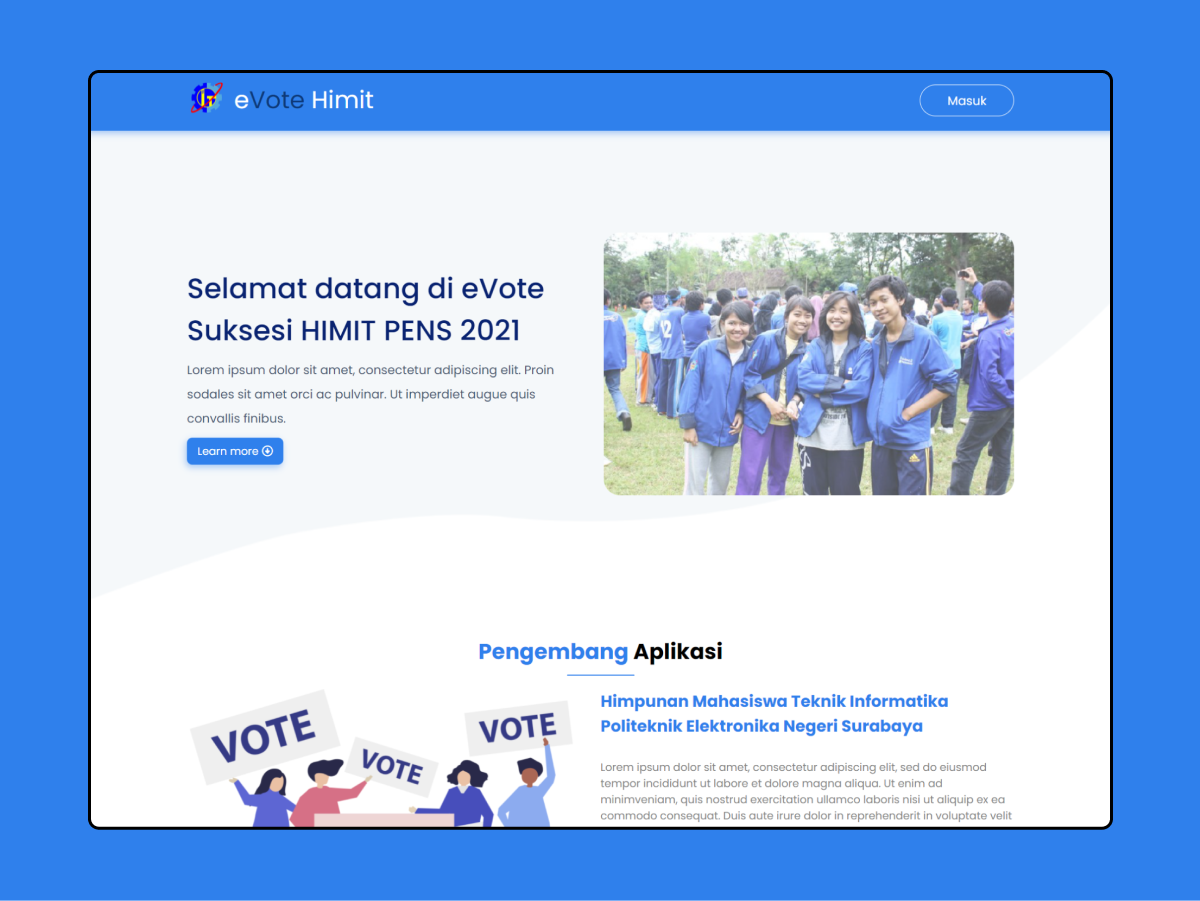 eVote Himit
Masuk
Selamat datang di eVote
Suksesi HIMIT PENS 2021
Lorem ipsum dolor sit amet, consectetur adipiscing elit. Proin
sodales sit amet orci ac pulvinar. Ut imperdiet augue quis
convallis finibus.
Learn more
12
Pengembang Aplikasi
VOTE
VOTE
VOTE
Himpunan Mahasiswa Teknik Informatika
Politeknik Elektronika Negeri Surabaya
Lorem ipsum dolor sit amet, consectetur adipiscing elit, sed do eiusmod
tempor incididunt ut labore et dolore magna aliqua. Ut enim ad
minimveniam, quis nostrud exercitation ullamco laboris nisi ut aliquip ex ea
commodo consequat. Duis aute irure dolor in reprehenderit in voluptate velit